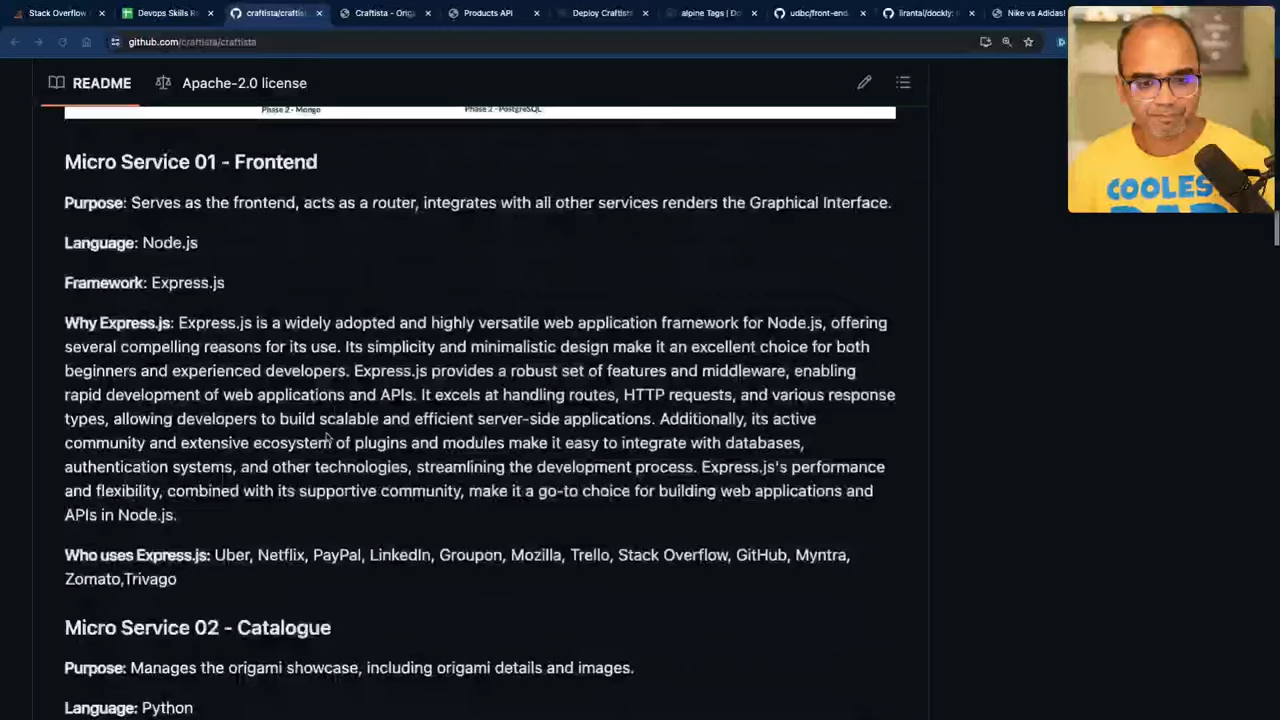 Stack Overflow
Devops Skills R
craftista/craftis
Craftista - Orig
Products API
Deploy Craftist
alpine Tags | Do
udbc/front-end
lirantal/dockly:
Nike vs Adidas!
github.com/craftista/craftista
README
Apache-2.0 license
Phase 2 - Mongo
Phase 2 - PostgreSQL
Micro Service 01 - Frontend
Purpose: Serves as the frontend, acts as a router, integrates with all other services renders the Graphical Interface.
Language: Node.js
Framework: Express.js
Why Express.js: Express.js is a widely adopted and highly versatile web application framework for Node.js, offering
several compelling reasons for its use. Its simplicity and minimalistic design make it an excellent choice for both
beginners and experienced developers. Express.js provides a robust set of features and middleware, enabling
rapid development of web applications and APIs. It excels at handling routes, HTTP requests, and various response
types, allowing developers to build scalable and efficient server-side applications. Additionally, its active
community and extensive ecosystem of plugins and modules make it easy to integrate with databases,
authentication systems, and other technologies, streamlining the development process. Express.js's performance
and flexibility, combined with its supportive community, make it a go-to choice for building web applications and
APIs in Node.js.
Who uses Express.js: Uber, Netflix, PayPal, LinkedIn, Groupon, Mozilla, Trello, Stack Overflow, GitHub, Myntra,
Zomato,Trivago
Micro Service 02 - Catalogue
Purpose: Manages the origami showcase, including origami details and images.
Language: Python
COOLES